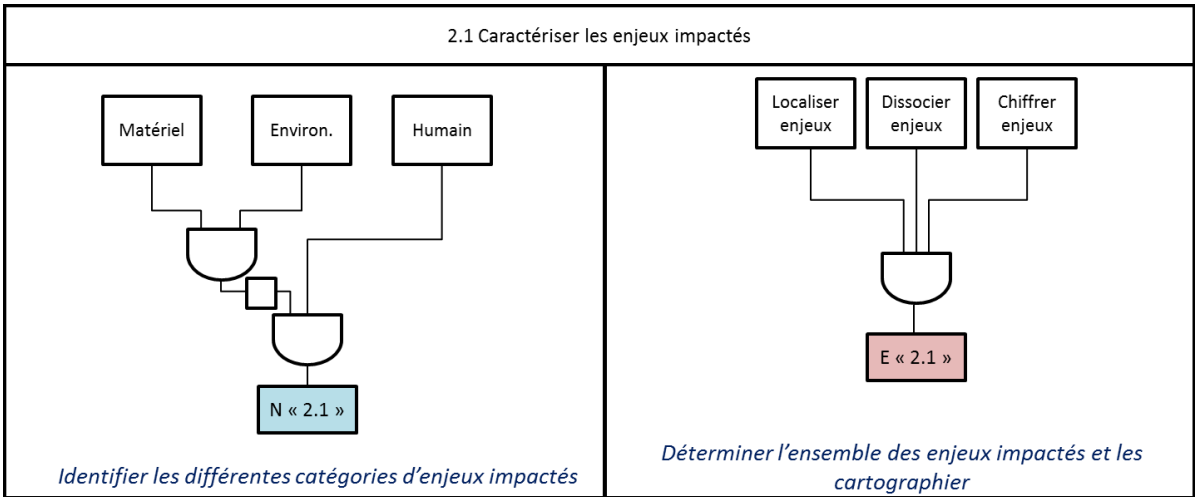 2.1 Caractériser les enjeux impactés
Matériel
Environ.
Humain
N « 2.1 »
Identifier les différentes catégories d’enjeux impactés
Localiser
enjeux
Dissocier
enjeux
Chiffrer
enjeux
E « 2.1 »
Déterminer l’ensemble des enjeux impactés et les
cartographier